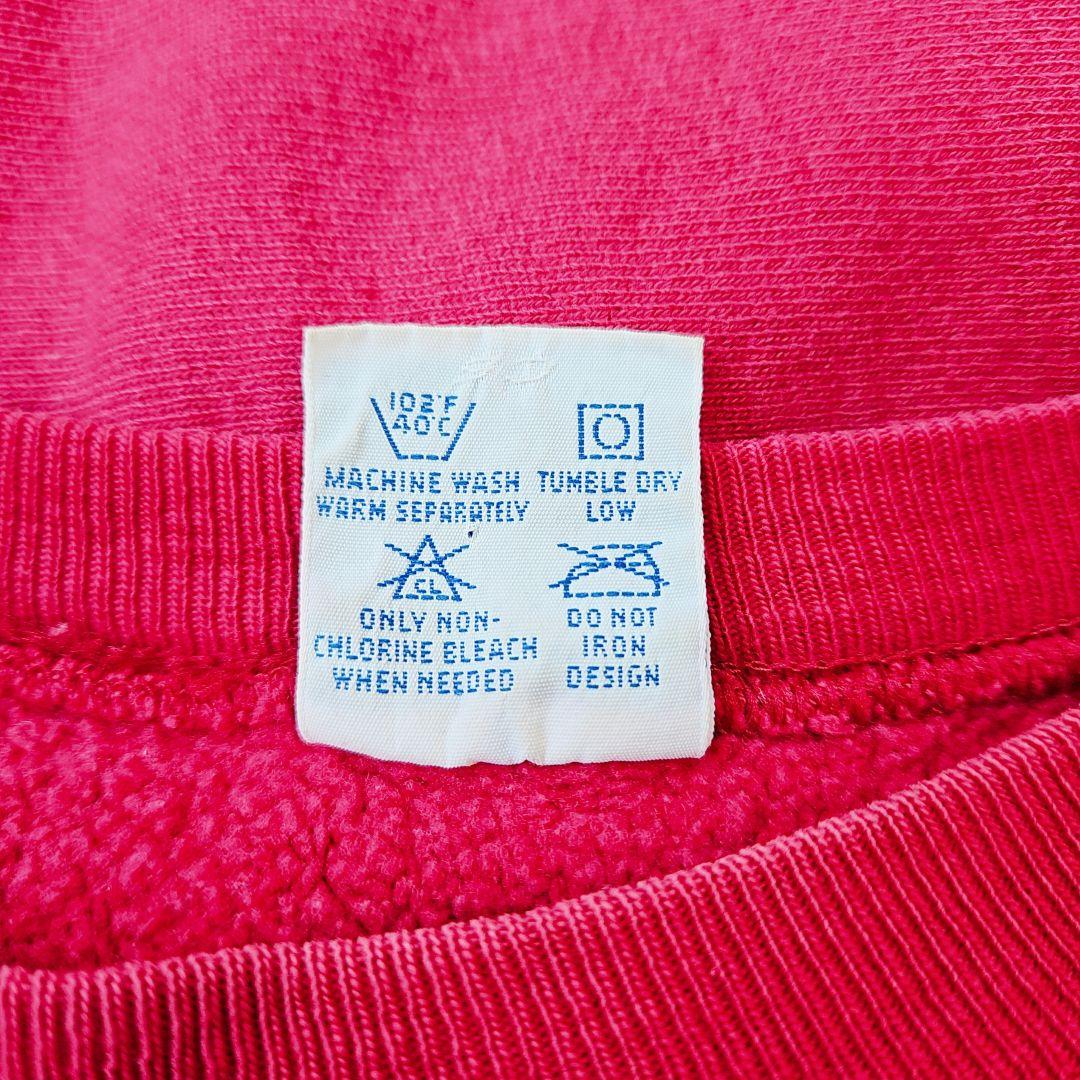 102°F
40°C
MACHINE WASH
WARM SEPARATELY
TUMBLE DRY
LOW
CL
ONLY NON-
CHLORINE BLEACH
WHEN NEEDED
DO NOT
IRON
DESIGN